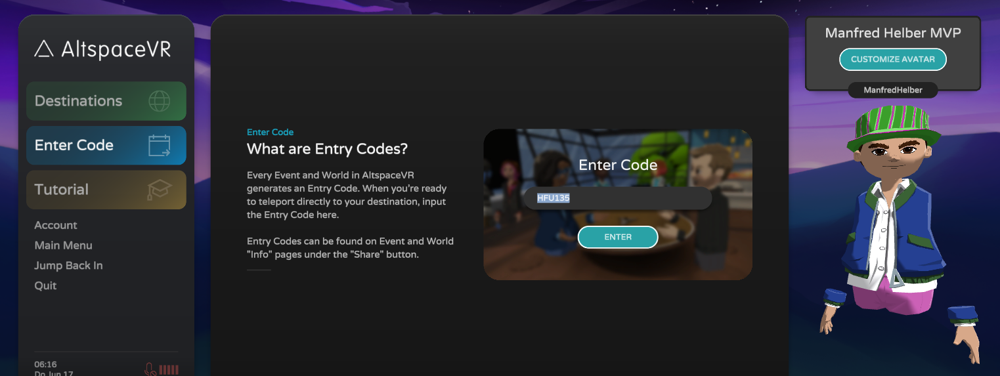 AltspaceVR
Destinations
Enter Code
Tutorial
Account
Main Menu
Jump Back In
Quit
06:16
Do Jun 17
Enter Code
What are Entry Codes?
Every Event and World in AltspaceVR
generates an Entry Code. When you're ready
to teleport directly to your destination, input
the Entry Code here.
Entry Codes can be found on Event and World
"Info" pages under the "Share" button.
Enter Code
HFU135
ENTER
Manfred Helber MVP
CUSTOMIZE AVATAR
ManfredHelber